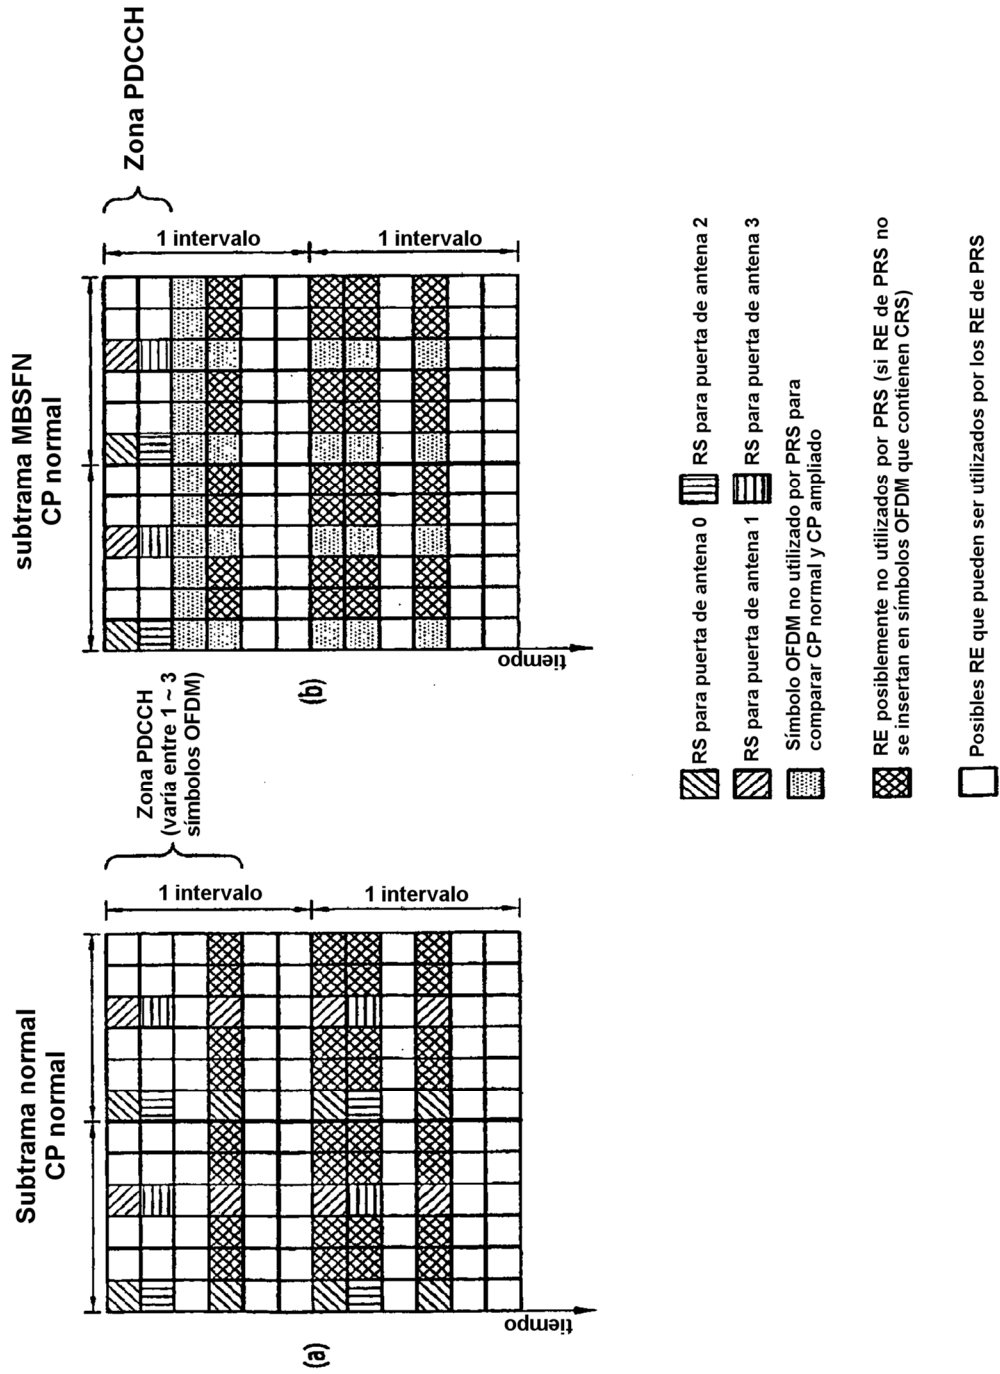 Subtrama normal
CP normal
Zona PDCCH
(varía entre 1 ~ 3
símbolos OFDM)
1 intervalo
1 intervalo
tiempo
(a)
subtrama MBSFN
CP normal
Zona PDCCH
1 intervalo
1 intervalo
tiempo
(b)
RS para puerta de antena 0
RS para puerta de antena 2
RS para puerta de antena 1
RS para puerta de antena 3
Símbolo OFDM no utilizado por PRS para
comparar CP normal y CP ampliado
RE posiblemente no utilizados por PRS (si RE de PRS no
se insertan en símbolos OFDM que contienen CRS)
Posibles RE que pueden ser utilizados por los RE de PRS